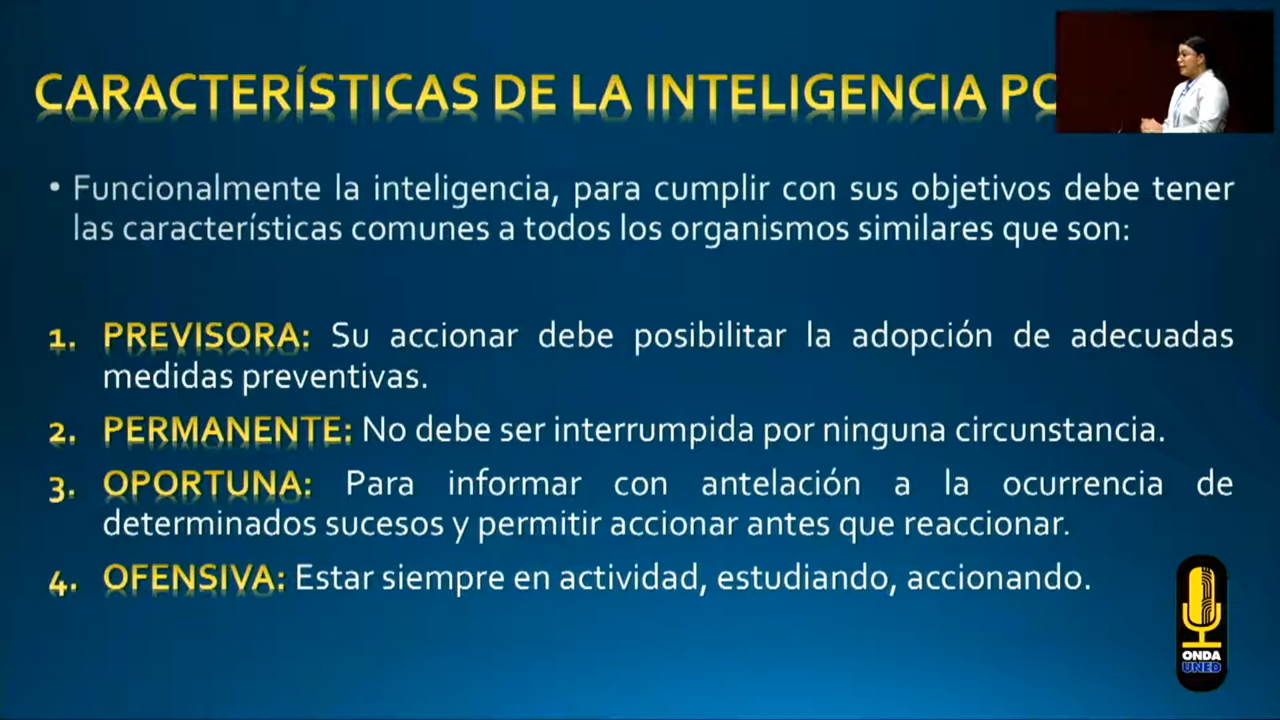 CARACTERÍSTICAS DE LA INTELIGENCIA
• Funcionalmente la inteligencia, para cumplir con sus objetivos debe tener
las características comunes a todos los organismos similares que son:
1. PREVISORA: Su accionar debe posibilitar la adopción de adecuadas
medidas preventivas.
2. PERMANENTE: No debe ser interrumpida por ninguna circunstancia.
3. OPORTUNA: Para informar con antelación a la ocurrencia de
determinados sucesos y permitir accionar antes que reaccionar.
4. OFENSIVA: Estar siempre en actividad, estudiando, accionando.
ONDA
UNED